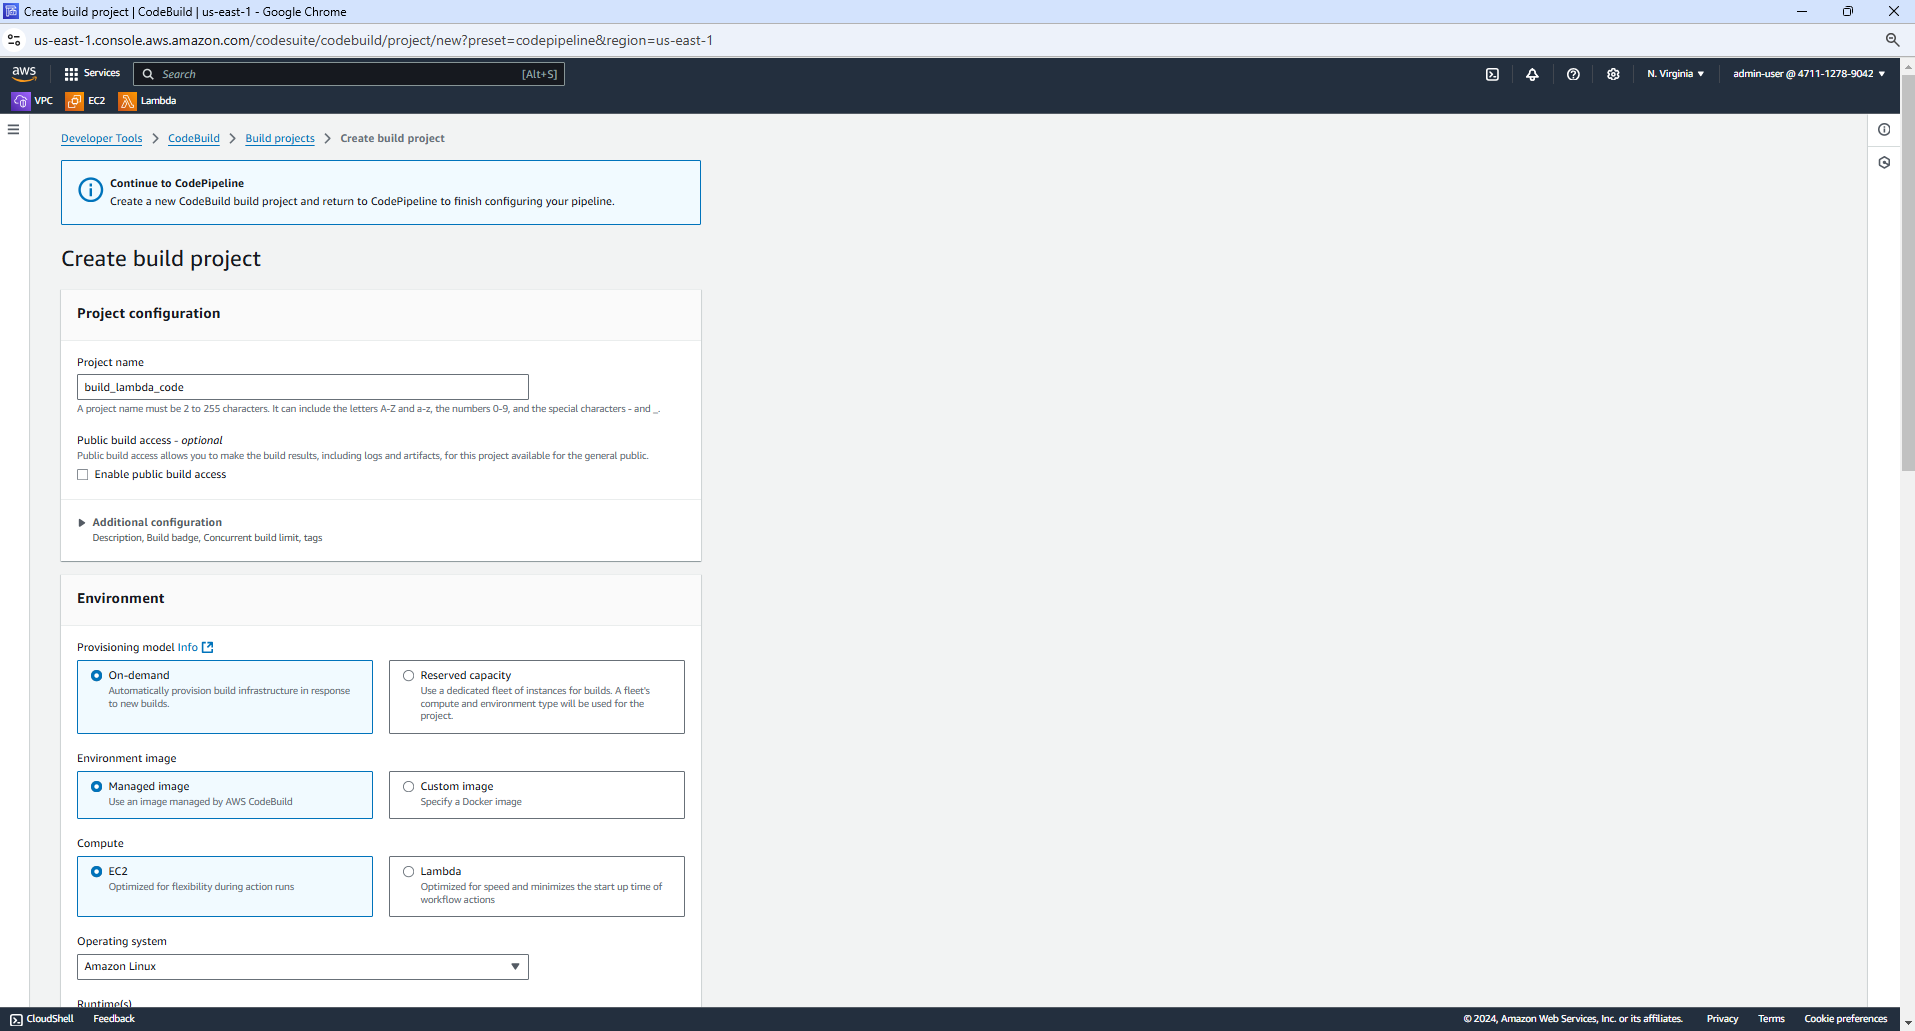 Create build project | CodeBuild | us-east-1 - Google Chrome
us-east-1.console.aws.amazon.com/codesuite/codebuild/project/new?preset=codepipeline&region=us-east-1
aws
Services
Search
[Alt+S]
N. Virginia
admin-user @ 4711-1278-9042
VPC
EC2
Lambda
Developer Tools
CodeBuild
Build projects
Create build project
Continue to CodePipeline
Create a new CodeBuild build project and return to CodePipeline to finish configuring your pipeline.
Create build project
Project configuration
Project name
build_lambda_code
A project name must be 2 to 255 characters. It can include the letters A-Z and a-z, the numbers 0-9, and the special characters - and _.
Public build access - optional
Public build access allows you to make the build results, including logs and artifacts, for this project available for the general public.
Enable public build access
Additional configuration
Description, Build badge, Concurrent build limit, tags
Environment
Provisioning model Info
On-demand
Automatically provision build infrastructure in response
to new builds.
Reserved capacity
Use a dedicated fleet of instances for builds. A fleet's
compute and environment type will be used for the
project.
Environment image
Managed image
Use an image managed by AWS CodeBuild
Custom image
Specify a Docker image
Compute
EC2
Optimized for flexibility during action runs
Lambda
Optimized for speed and minimizes the start up time of
workflow actions
Operating system
Amazon Linux
Runtime(s)
CloudShell
Feedback
© 2024, Amazon Web Services, Inc. or its affiliates.
Privacy
Terms
Cookie preferences